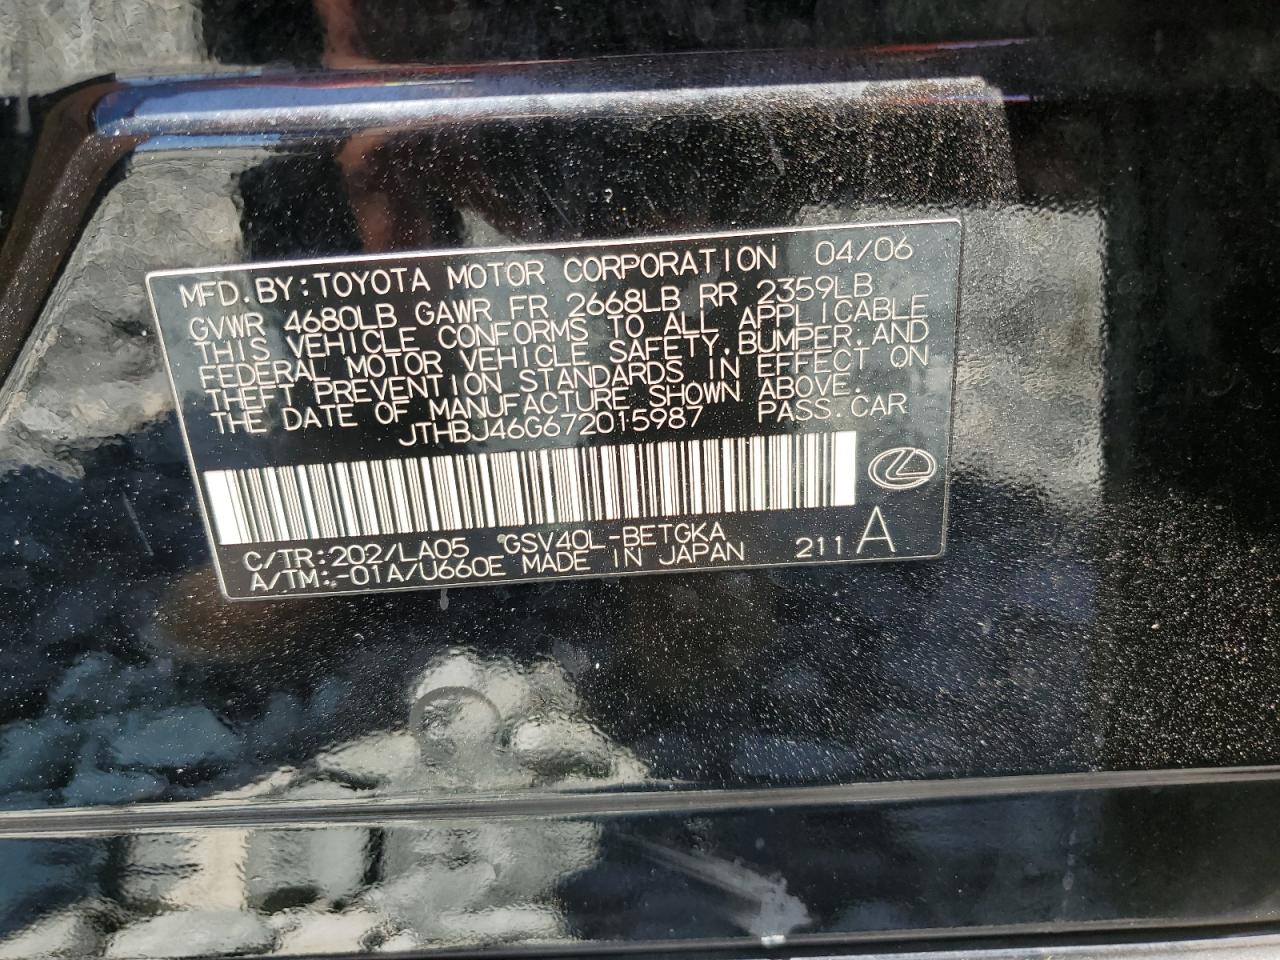 MFD.BY:TOYOTA MOTOR CORPORATION 04/06
GVWR 4680LB GAWR FR 2668LB RR 2359LB
THIS VEHICLE CONFORMS TO ALL APPLICABLE
FEDERAL MOTOR VEHICLE SAFETY,BUMPER,AND
THEFT PREVENTION STANDARDS IN EFFECT ON
THE DATE OF MANUFACTURE SHOWN ABOVE.
JTHBJ46G672015987 PASS.CAR
C/TR:202/LA05 GSV40L-BETGKA
A/TM:-01A/U660E MADE IN JAPAN 211 A